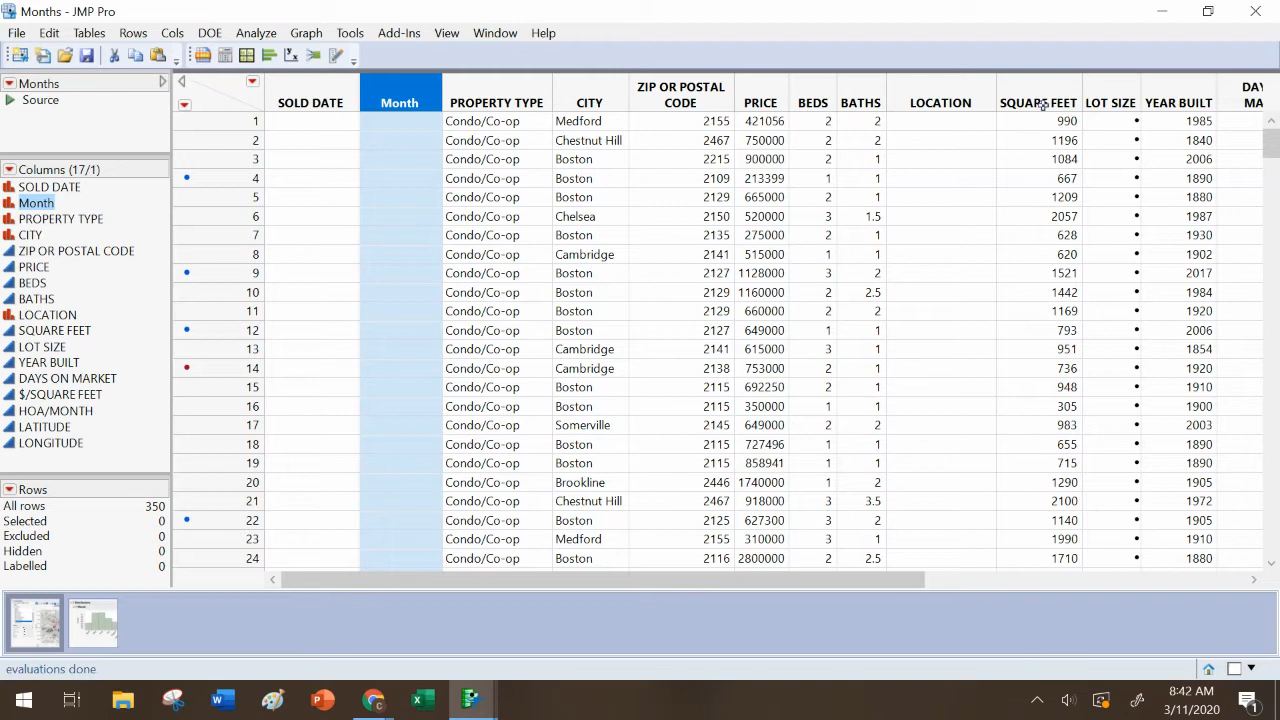 Months - JMP Pro
File Edit Tables Rows Cols DOE Analyze Graph Tools Add-Ins View Window Help
Months
Source
Columns (17/1)
SOLD DATE
Month
PROPERTY TYPE
CITY
ZIP OR POSTAL CODE
PRICE
BEDS
BATHS
LOCATION
SQUARE FEET
LOT SIZE
YEAR BUILT
DAYS ON MARKET
$/SQUARE FEET
HOA/MONTH
LATITUDE
LONGITUDE
Rows
All rows 350
Selected 0
Excluded 0
Hidden 0
Labelled 0
SOLD DATE Month PROPERTY TYPE CITY ZIP OR POSTAL CODE PRICE BEDS BATHS LOCATION SQUARE FEET LOT SIZE YEAR BUILT DAY MA
1 Condo/Co-op Medford 2155 421056 2 2 990 • 1985
2 Condo/Co-op Chestnut Hill 2467 750000 2 2 1196 • 1840
3 Condo/Co-op Boston 2215 900000 2 1 1084 • 2006
4 Condo/Co-op Boston 2109 213399 1 1 667 • 1890
5 Condo/Co-op Boston 2129 665000 2 1 1209 • 1880
6 Condo/Co-op Chelsea 2150 520000 3 1.5 2057 • 1987
7 Condo/Co-op Boston 2135 275000 2 1 628 • 1930
8 Condo/Co-op Cambridge 2141 515000 1 1 620 • 1902
9 Condo/Co-op Boston 2127 1128000 3 2 1521 • 2017
10 Condo/Co-op Boston 2129 1160000 2 2.5 1442 • 1984
11 Condo/Co-op Boston 2129 660000 2 2 1169 • 1920
12 Condo/Co-op Boston 2127 649000 1 1 793 • 2006
13 Condo/Co-op Cambridge 2141 615000 3 1 951 • 1854
14 Condo/Co-op Cambridge 2138 753000 2 1 736 • 1920
15 Condo/Co-op Boston 2115 692250 2 1 948 • 1910
16 Condo/Co-op Boston 2115 350000 1 1 305 • 1900
17 Condo/Co-op Somerville 2145 649000 2 2 983 • 2003
18 Condo/Co-op Boston 2115 727496 1 1 655 • 1890
19 Condo/Co-op Boston 2115 858941 1 1 715 • 1890
20 Condo/Co-op Brookline 2446 1740000 1 2 1290 • 1905
21 Condo/Co-op Chestnut Hill 2467 918000 3 3.5 2100 • 1972
22 Condo/Co-op Boston 2125 627300 3 2 1140 • 1905
23 Condo/Co-op Medford 2155 310000 3 1 1990 • 1910
24 Condo/Co-op Boston 2116 2800000 2 2.5 1710 • 1880
evaluations done
8:42 AM
3/11/2020
1